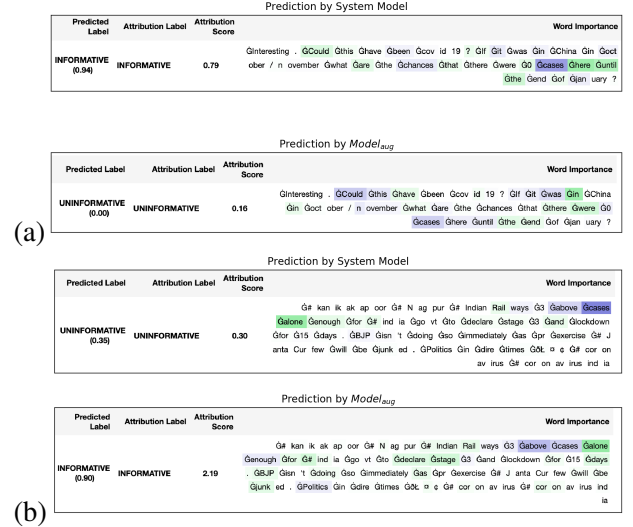 Prediction by System Model
Predicted Label Attribution Label Attribution Score Word Importance
INFORMATIVE (0.94) INFORMATIVE 0.79
ĠInteresting . ĠCould Ġthis Ġhave Ġbeen Ġcov id 19 ? ĠIf Ġit Ġwas Ġin ĠChina Ġin Ġoct
ober / n ovember Ġwhat Ġare Ġthe Ġchances Ġthat Ġthere Ġwere Ġ0 Ġcases Ġhere Ġuntil
Ġthe Ġend Ġof Ġjan uary ?
Prediction by Model_aug
Predicted Label Attribution Label Attribution Score Word Importance
UNINFORMATIVE (0.00) UNINFORMATIVE 0.16
ĠInteresting . ĠCould Ġthis Ġhave Ġbeen Ġcov id 19 ? ĠIf Ġit Ġwas Ġin ĠChina
Ġin Ġoct ober / n ovember Ġwhat Ġare Ġthe Ġchances Ġthat Ġthere Ġwere Ġ0
Ġcases Ġhere Ġuntil Ġthe Ġend Ġof Ġjan uary ?
(a)
Prediction by System Model
Predicted Label Attribution Label Attribution Score Word Importance
UNINFORMATIVE (0.35) UNINFORMATIVE 0.30
Ġ# kan ik ak ap oor Ġ# N ag pur Ġ# Indian Rail ways Ġ3 Ġabove Ġcases
Ġalone Ġenough Ġfor Ġ# ind ia Ġgo vt Ġto Ġdeclare Ġstage Ġ3 Ġand Ġlockdown
Ġfor Ġ15 Ġdays . ĠBJP Ġisn 't Ġdoing Ġso Ġimmediately Ġas Ġpr Ġexercise Ġ# J
anta Cur few Ġwill Ġbe Ġjunk ed . ĠPolitics Ġin Ġdire Ġtimes ĠðŁ ¤ ¢ Ġ# cor on
av irus Ġ# cor on av irus ind ia
Prediction by Model_aug
Predicted Label Attribution Label Attribution Score Word Importance
INFORMATIVE (0.90) INFORMATIVE 2.19
Ġ# kan ik ak ap oor Ġ# N ag pur Ġ# Indian Rail ways Ġ3 Ġabove Ġcases Ġalone
Ġenough Ġfor Ġ# ind ia Ġgo vt Ġto Ġdeclare Ġstage Ġ3 Ġand Ġlockdown Ġfor Ġ15 Ġdays
. ĠBJP Ġisn 't Ġdoing Ġso Ġimmediately Ġas Ġpr Ġexercise Ġ# J anta Cur few Ġwill Ġbe
Ġjunk ed . ĠPolitics Ġin Ġdire Ġtimes ĠðŁ ¤ ¢ Ġ# cor on av irus Ġ# cor on av irus ind
ia
(b)